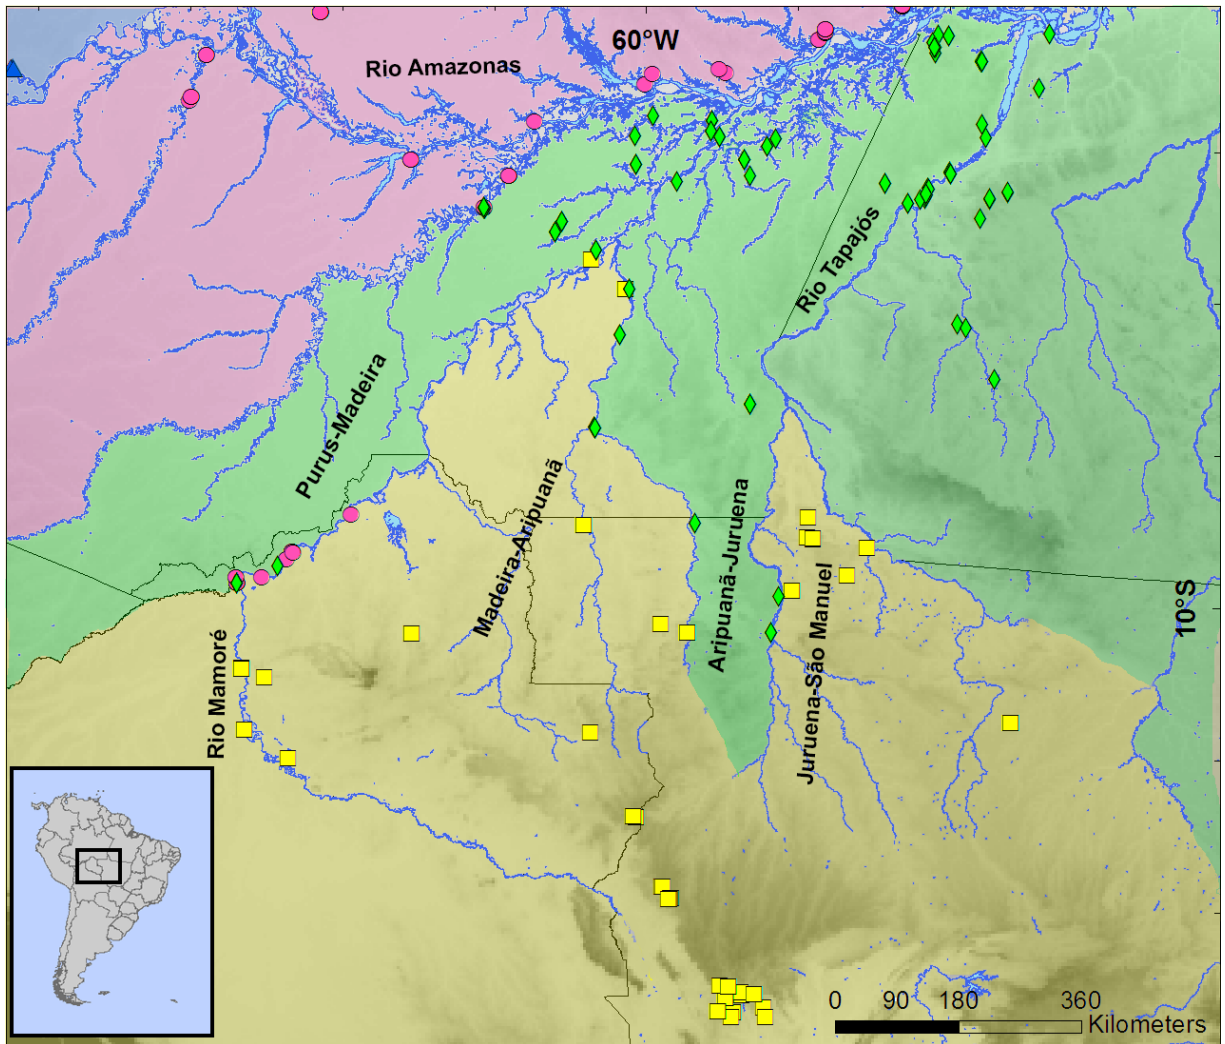 60°W
Rio Amazonas
Rio Tapajós
Purus-Madeira
Madeira-Aripuanã
Aripuanã-Juruena
Juruena-São Manuel
10°S
Rio Mamoré
0 90 180 360
Kilometers